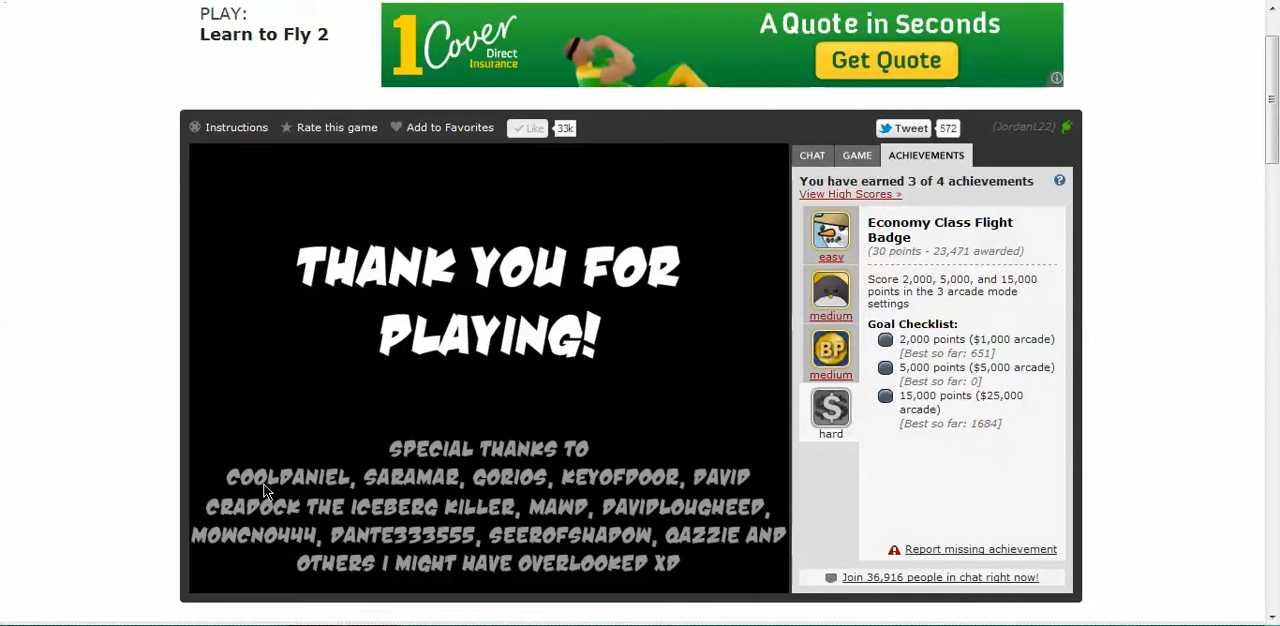 PLAY:
Learn to Fly 2
1Cover
Direct
Insurance
A Quote in Seconds
Get Quote
Instructions
Rate this game
Add to Favorites
Like
33k
Tweet
572
(JordanL22)
CHAT
GAME
ACHIEVEMENTS
You have earned 3 of 4 achievements
View High Scores »
easy
medium
BP
medium
$
hard
Economy Class Flight
Badge
(30 points - 23,471 awarded)
Score 2,000, 5,000, and 15,000
points in the 3 arcade mode
settings
Goal Checklist:
2,000 points ($1,000 arcade)
[Best so far: 651]
5,000 points ($5,000 arcade)
[Best so far: 0]
15,000 points ($25,000
arcade)
[Best so far: 1684]
Report missing achievement
Join 36,916 people in chat right now!
THANK YOU FOR
PLAYING!
SPECIAL THANKS TO
COOLDANIEL, SARAMAR, GORIOS, KEYOFDOOR, DAVID
CRADOCK THE ICEBERG KILLER, MAWD, DAVIDLOUGHEED,
MOWCNO444, DANTE333555, SEEROFSHADOW, QAZZIE AND
OTHERS I MIGHT HAVE OVERLOOKED XD